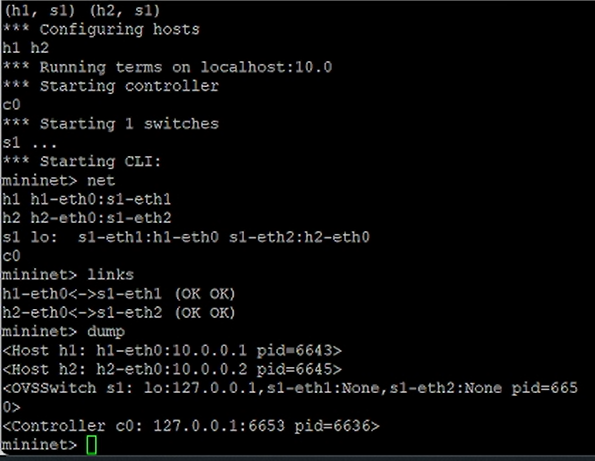 (h1, s1) (h2, s1)
*** Configuring hosts
h1 h2
*** Running terms on localhost:10.0
*** Starting controller
c0
*** Starting 1 switches
s1 ...
*** Starting CLI:
mininet> net
h1 h1-eth0:s1-eth1
h2 h2-eth0:s1-eth2
s1 lo:  s1-eth1:h1-eth0 s1-eth2:h2-eth0
c0
mininet> links
h1-eth0<->s1-eth1 (OK OK)
h2-eth0<->s1-eth2 (OK OK)
mininet> dump
<Host h1: h1-eth0:10.0.0.1 pid=6643>
<Host h2: h2-eth0:10.0.0.2 pid=6645>
<OVSSwitch s1: lo:127.0.0.1,s1-eth1:None,s1-eth2:None pid=665
0>
<Controller c0: 127.0.0.1:6653 pid=6636>
mininet>